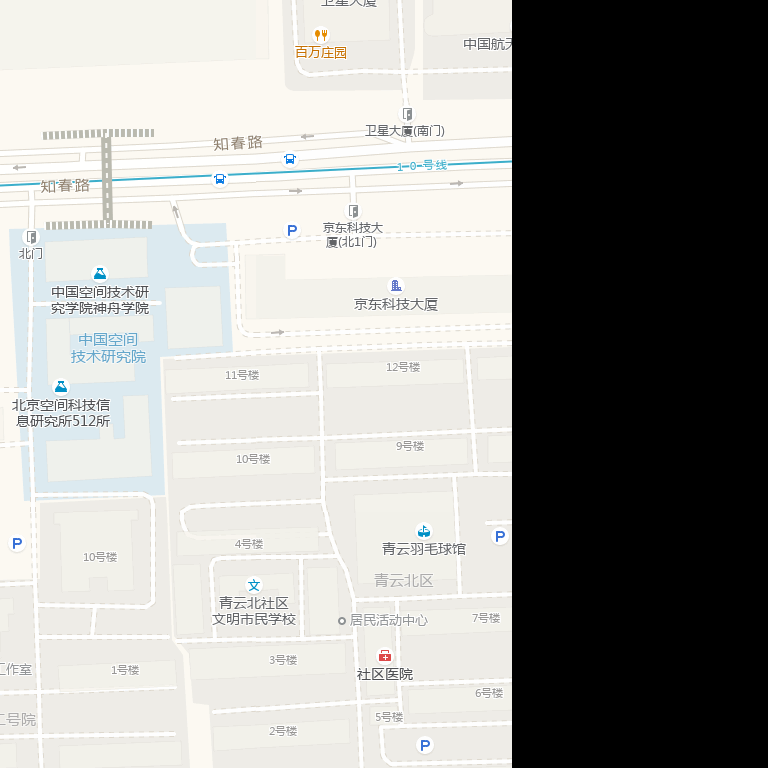 卫星大厦
百万庄园
中国航天
卫星大厦(南门)
知春路
10号线
知春路
P
京东科技大
厦(北1门)
北门
中国空间技术研
究学院神舟学院
京东科技大厦
中国空间
技术研究院
11号楼
12号楼
北京空间科技信
息研究所512所
9号楼
10号楼
P
青云羽毛球馆
P
4号楼
10号楼
青云北区
文
青云北社区
文明市民学校
居民活动中心
7号楼
3号楼
工作室
1号楼
社区医院
6号楼
5号楼
工号院
2号楼
P